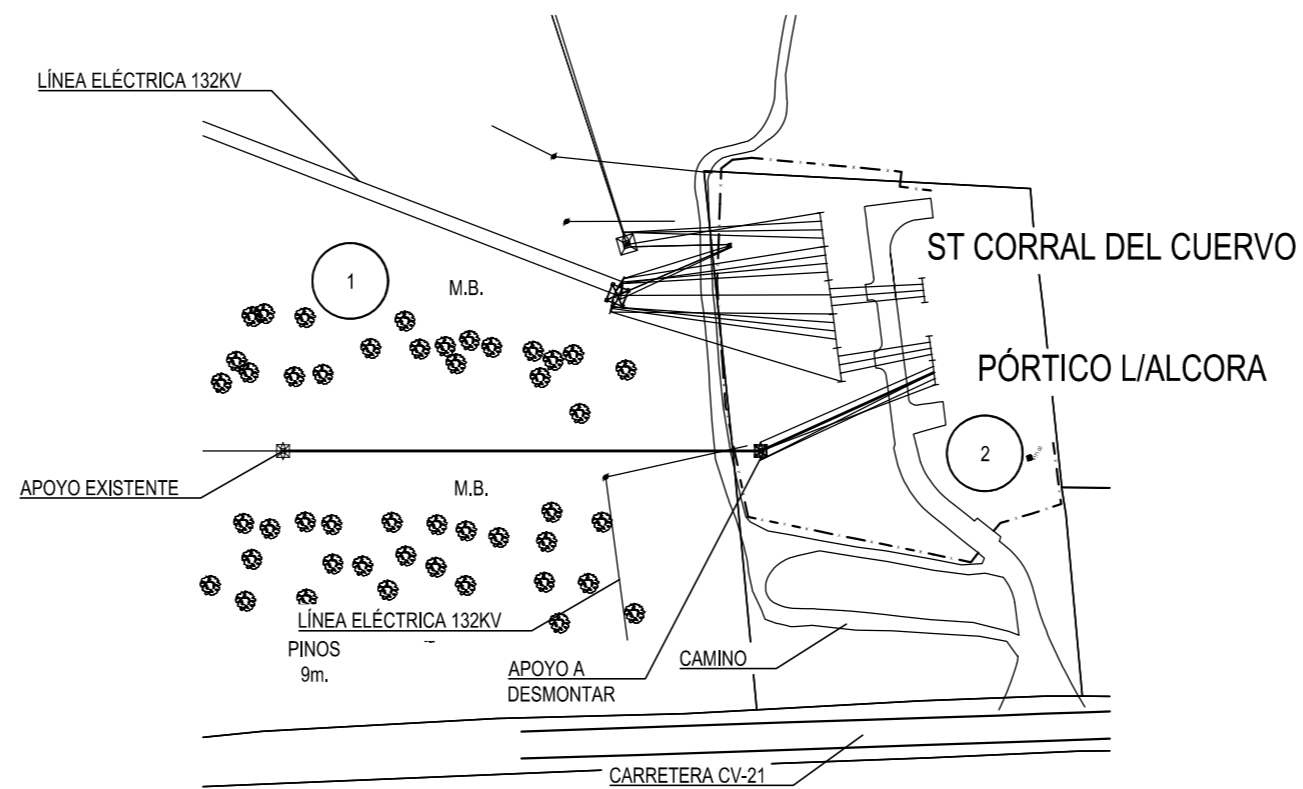 LÍNEA ELÉCTRICA 132KV
ST CORRAL DEL CUERVO
1
M.B.
PÓRTICO L/ALCORA
2
APOYO EXISTENTE
M.B.
LÍNEA ELÉCTRICA 132KV
PINOS
9m.
APOYO A
DESMONTAR
CAMINO
CARRETERA CV-21